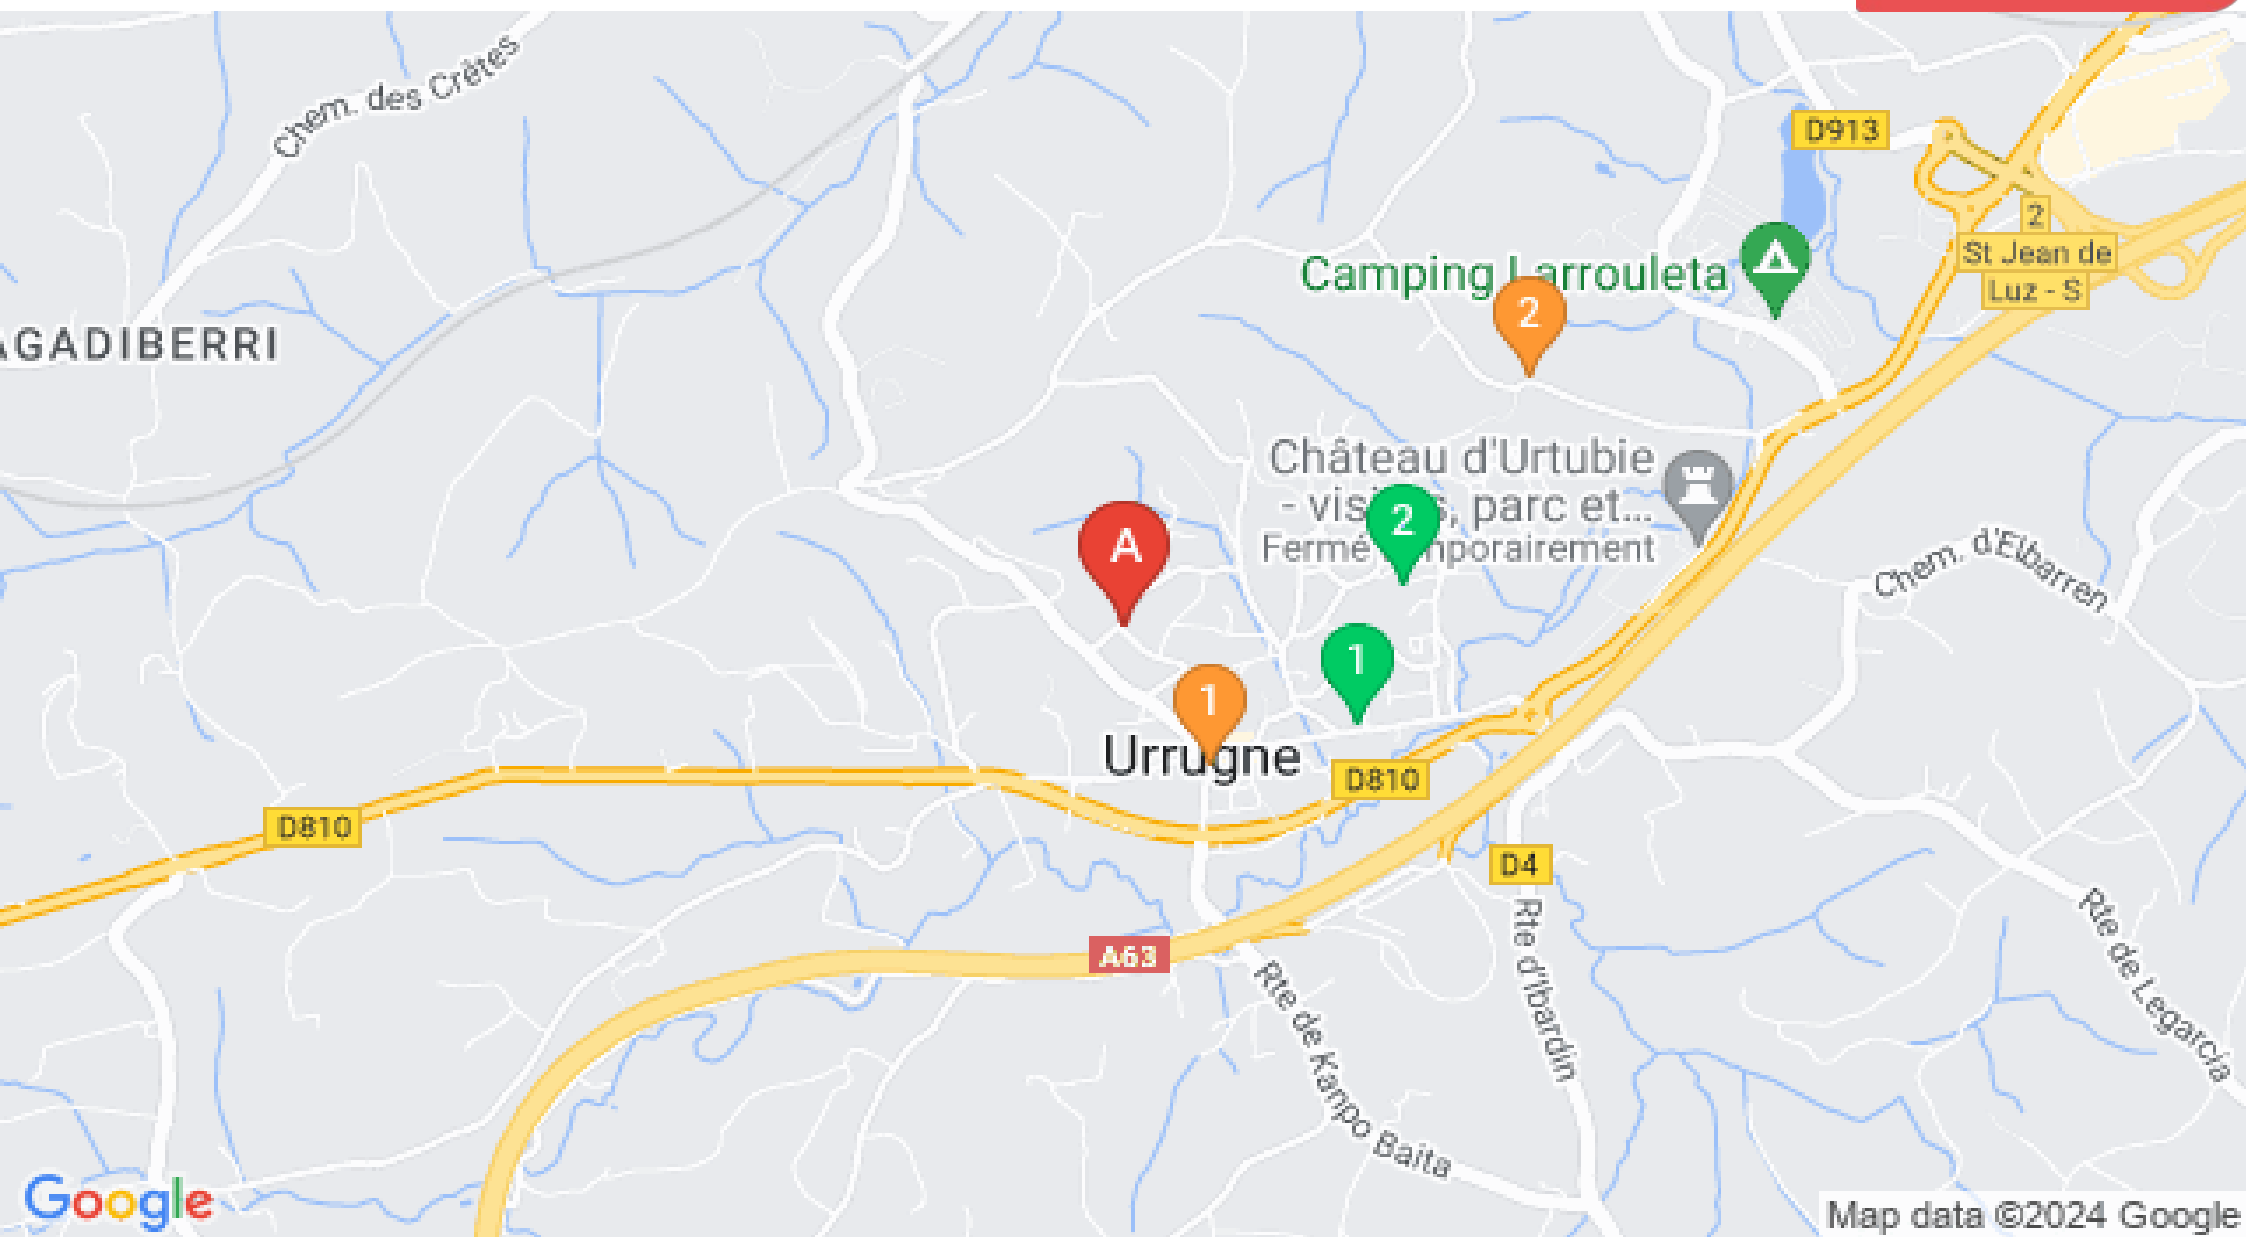 Chem. des Crêtes
D913
2
St Jean de
Luz - S
Camping Larrouleta
2
AGADIBERRI
Château d'Urtubie
- visites, parc et...
Fermé temporairement
2
A
Chem. d'Elbarren
1
1
Urrugne
D810
D810
D4
A63
Rte d'Ibardin
Rte de Legarcia
Rte de Kanpo Baita
Google
Map data ©2024 Google